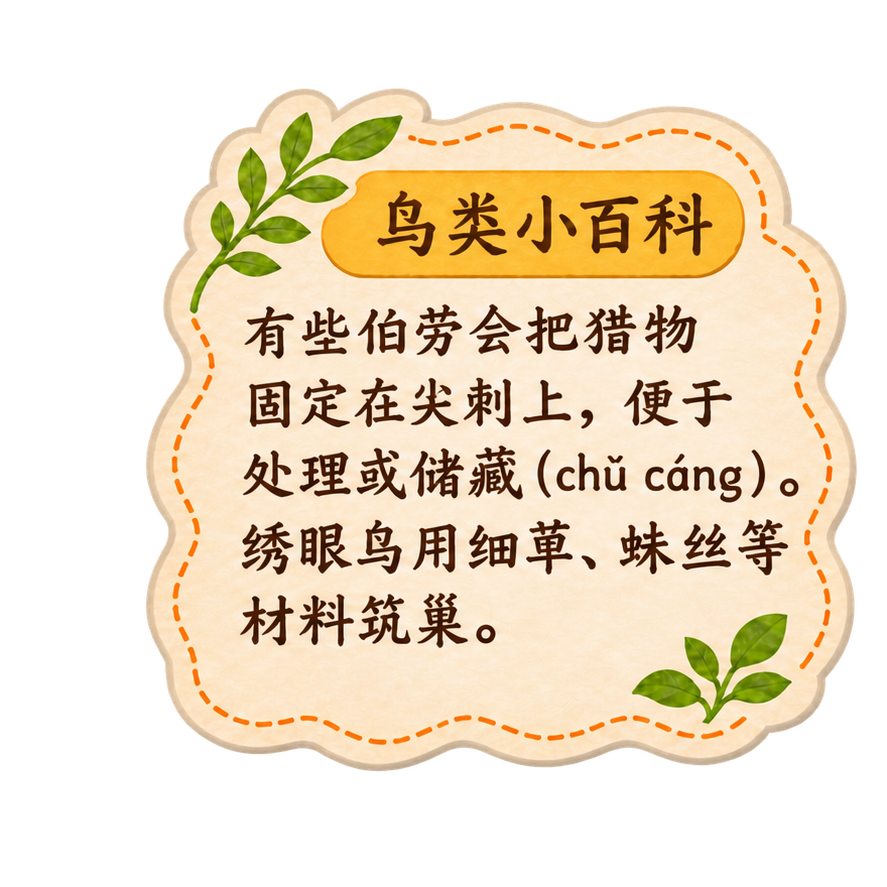 鸟类小百科
有些伯劳会把猎物
固定在尖刺上，便于
处理或储藏(chǔ cáng)。
绣眼鸟用细草、蛛丝等
材料筑巢。